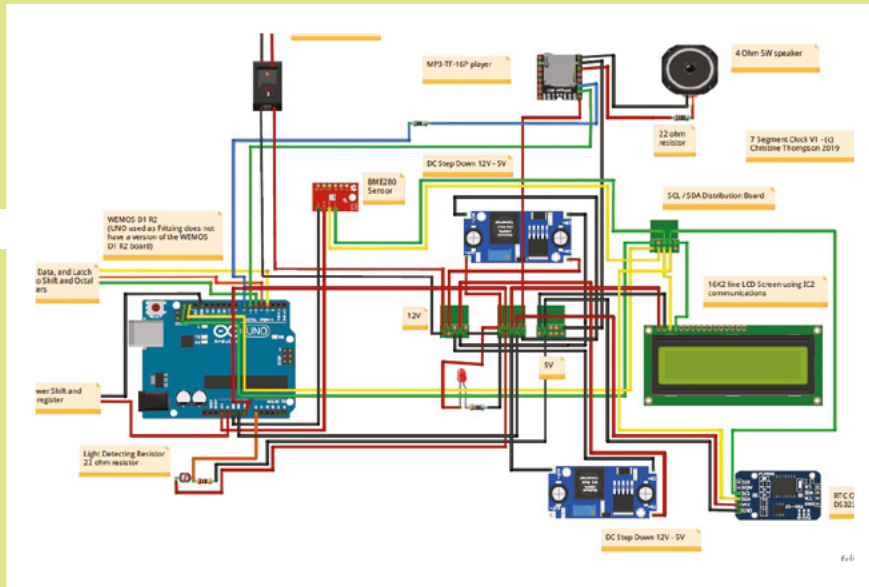 MP3-TF-16P player
4 Ohm 5W speaker
22 ohm
resistor
7 Segment Clock V1 - (c)
Christine Thompson 2019
DC Step Down 12V - 5V
BME280
Sensor
SCL / SDA Distribution Board
WEMOS D1 R2
(UNO used as Fritzing does not
have a version of the WEMOS
D1 R2 board)
Data, and Latch
o Shift and Octal
ers
16X2 line LCD Screen using IC2
communications
12V
5V
UNO
Arduino
ower Shift and
register
Light Detecting Resistor
22 ohm resistor
RTC
DS32
DC Step Down 12V - 5V